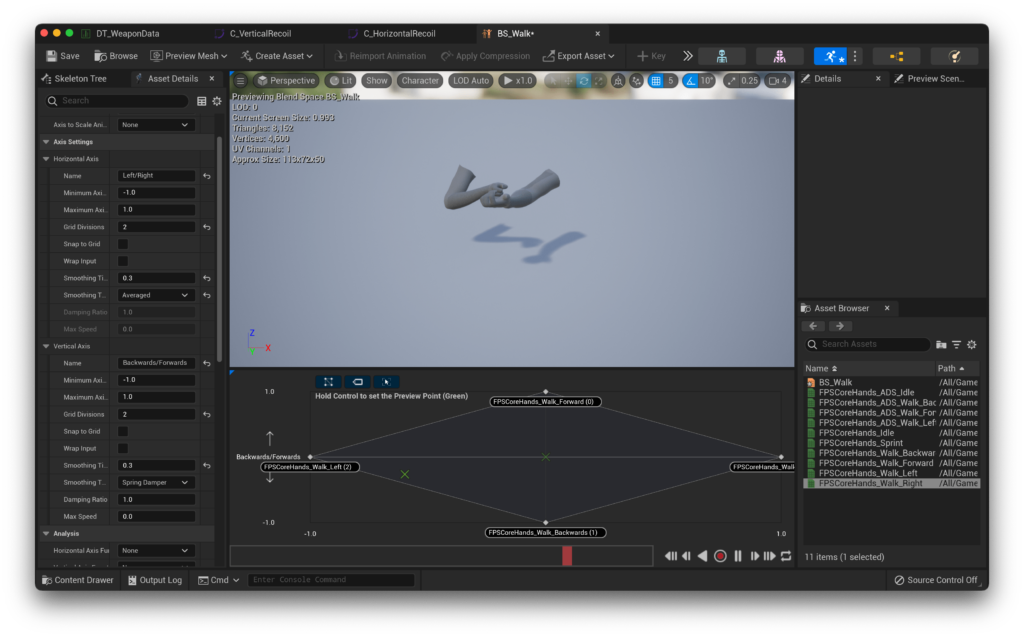 DT_WeaponData
C_VerticalRecoil
C_HorizontalRecoil
BS_Walk•
Save
Browse
Preview Mesh
Create Asset
Reimport Animation
Apply Compression
Export Asset
Key
Skeleton Tree
Asset Details
Search
Axis to Scale Ani..
None
Axis Settings
Horizontal Axis
Name
Left/Right
Minimum Axi..
-1.0
Maximum Axi..
1.0
Grid Divisions
2
Snap to Grid
Wrap Input
Smoothing Ti..
0.3
Smoothing T...
Averaged
Damping Ratio
1.0
Max Speed
0.0
Vertical Axis
Name
Backwards/Forwards
Minimum Axi..
-1.0
Maximum Axi..
1.0
Grid Divisions
2
Snap to Grid
Wrap Input
Smoothing Ti..
0.3
Smoothing T...
Spring Damper
Damping Ratio
1.0
Max Speed
0.0
Analysis
Horizontal Axis Fu
None
Perspective
Lit
Show
Character
LOD Auto
x1.0
5
10°
0.25
4
Previewing Blend Space BS_Walk
LOD: 0
Current Screen Size: 0.993
Triangles: 8,152
Vertices: 4,609
UV Channels: 1
Approx Size: 113x72x50
Z
X
Hold Control to set the Preview Point (Green)
1.0
FPSCoreHands_Walk_Forward (0)
Backwards/Forwards
FPSCoreHands_Walk_Left (2)
FPSCoreHands_Walk
-1.0
FPSCoreHands_Walk_Backwards (1)
-1.0
1.0
Details
Preview Scen...
Asset Browser
Search Assets
Name
Path
BS_Walk /All/Game
FPSCoreHands_ADS_Idle /All/Game
FPSCoreHands_ADS_Walk_Bac /All/Game
FPSCoreHands_ADS_Walk_For /All/Game
FPSCoreHands_ADS_Walk_Left /All/Game
FPSCoreHands_Idle /All/Game
FPSCoreHands_Sprint /All/Game
FPSCoreHands_Walk_Backwar /All/Game
FPSCoreHands_Walk_Forward /All/Game
FPSCoreHands_Walk_Left /All/Game
FPSCoreHands_Walk_Right /All/Game
11 items (1 selected)
Content Drawer
Output Log
Cmd
Enter Console Command
Source Control Off